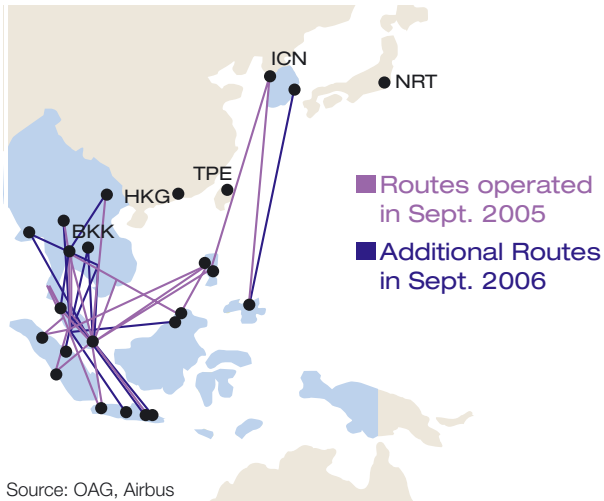 ICN
NRT
TPE
HKG
BKK
Routes operated
in Sept. 2005
Additional Routes
in Sept. 2006
Source: OAG, Airbus